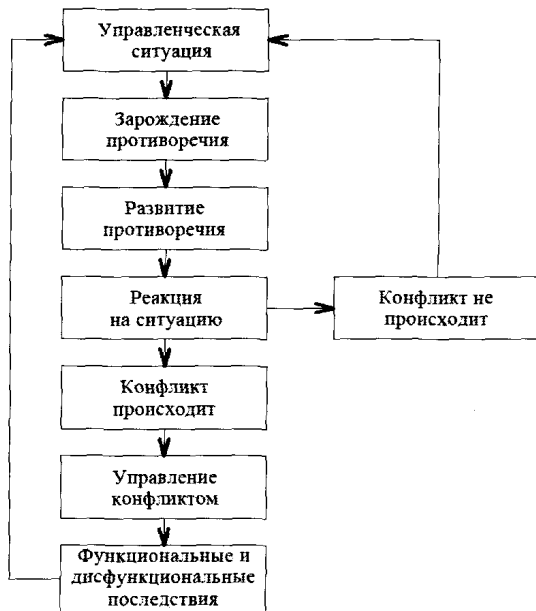 Управленческая
ситуация
Зарождение
противоречия
Развитие
противоречия
Реакция
на ситуацию
Конфликт не
происходит
Конфликт
происходит
Управление
конфликтом
Функциональные и
дисфункциональные
последствия